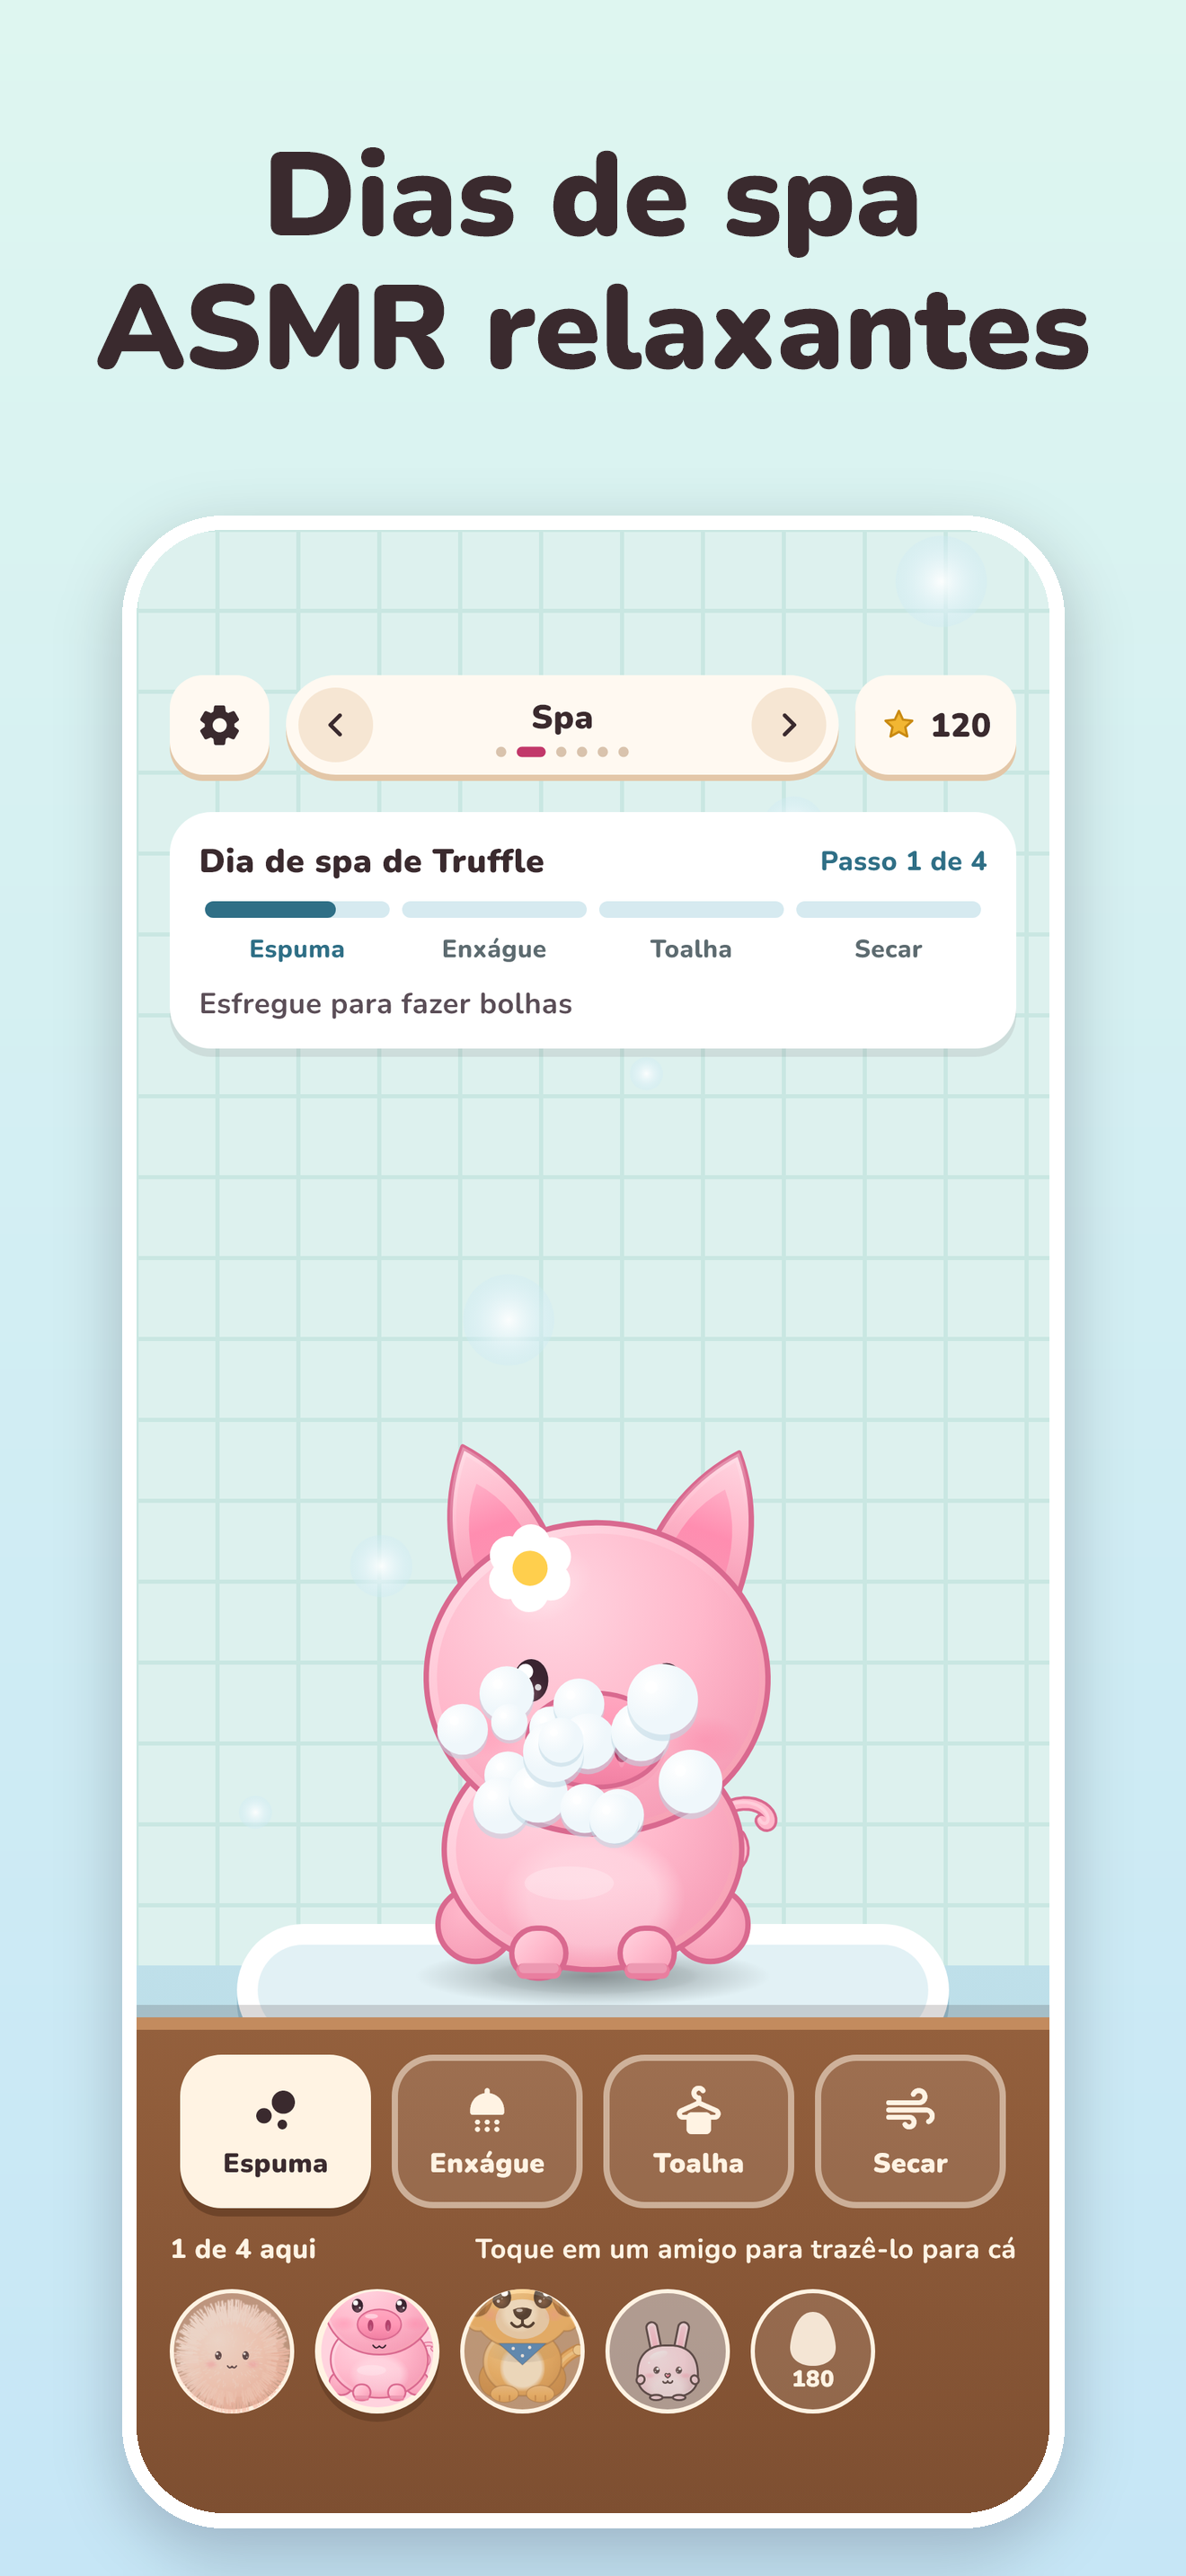 Dias de spa
ASMR relaxantes
Spa
120
Dia de spa de Truffle
Passo 1 de 4
Espuma
Enxágue
Toalha
Secar
Esfregue para fazer bolhas
Espuma
Enxágue
Toalha
Secar
1 de 4 aqui
Toque em um amigo para trazê-lo para cá
180